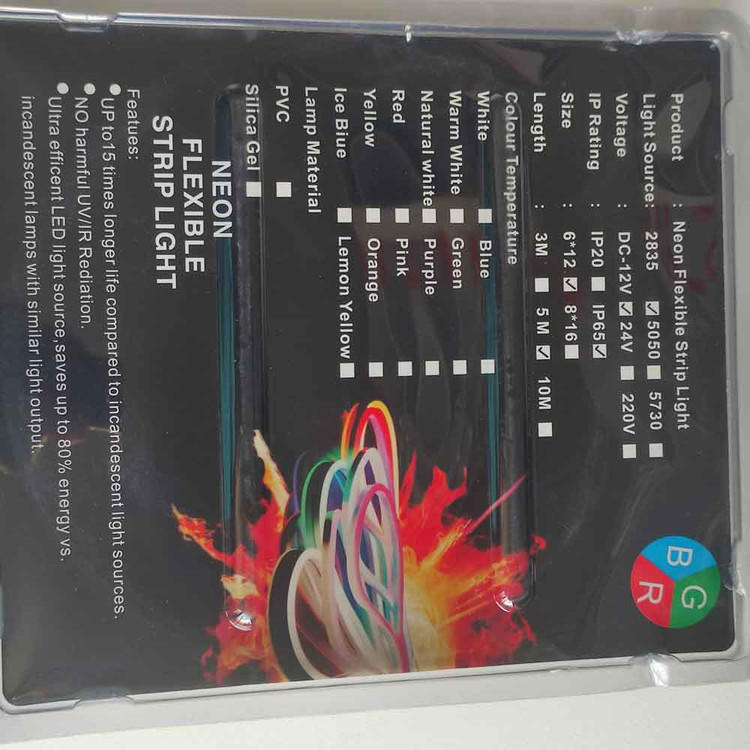 Product : Neon Flexible Strip Light
Light Source: 2835 ☑ 5050 ☐ 5730 ☐
Voltage : DC-12V ☑ 24V ☐ 220V ☐
IP Rating : IP20 ☐ IP65 ☑
Size : 6*12 ☑ 8*16 ☐
Length : 3M ☐ 5M ☑ 10M ☐
Colour Temperature
White ☐ Blue ☐
Warm White ☐ Green ☐
Natural white ☐ Purple ☐
Red ☐ Pink ☐
Yellow ☐ Orange ☐
Ice Blue ☐ Lemon Yellow ☐
Lamp Material
PVC ☐
Silica Gel ☐
NEON
FLEXIBLE
STRIP LIGHT
Featues:
● UP to15 times longer life compared to incandescent light sources.
● NO harmful UV/IR Rediation.
● Ultra efficent LED light source,saves up to 80% energy vs.
incandescent lamps with similar light output.
B G
R